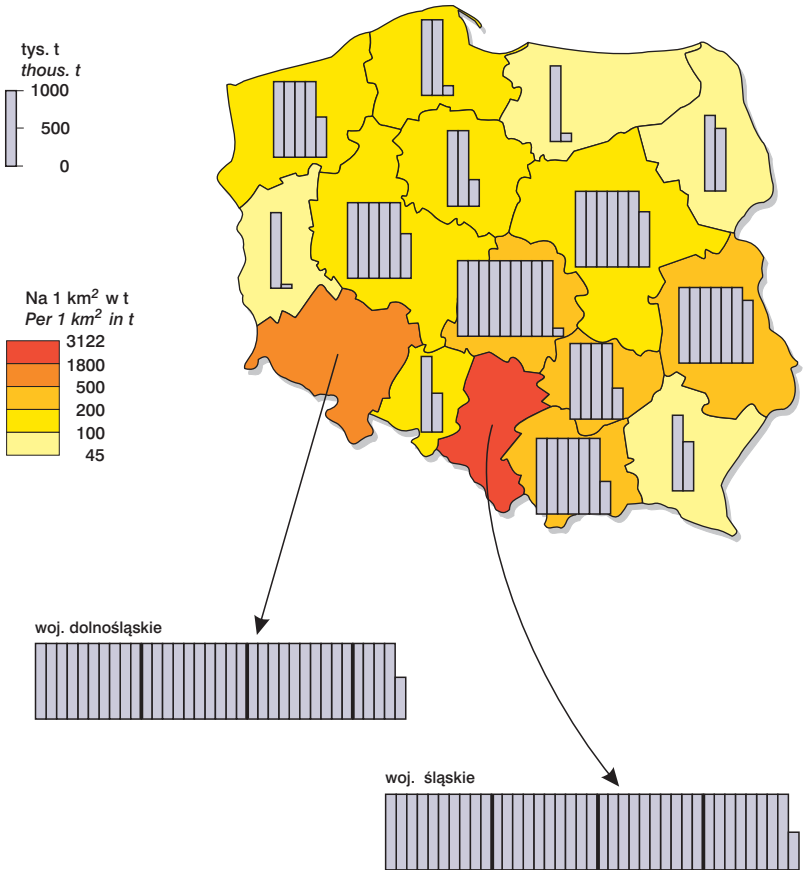 tys. t
thous. t
1000
500
0
Na 1 km² w t
Per 1 km² in t
3122
1800
500
200
100
45
woj. dolnośląskie
woj. śląskie